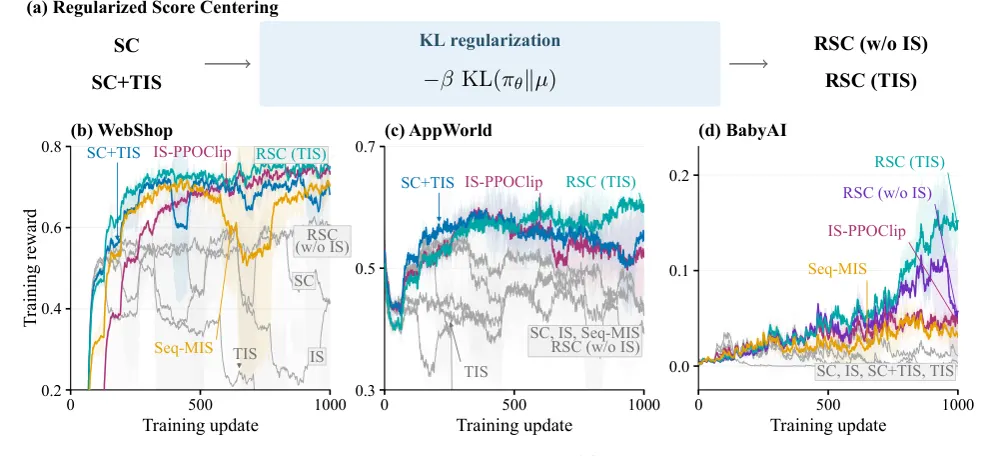 (a) Regularized Score Centering
SC
SC+TIS
KL regularization
−β KL(π_θ‖μ)
RSC (w/o IS)
RSC (TIS)
(b) WebShop
Training reward
0.8
0.6
0.4
0.2
SC+TIS
IS-PPOClip
RSC (TIS)
RSC
(w/o IS)
SC
Seq-MIS
TIS
IS
0
500
1000
Training update
(c) AppWorld
0.7
0.5
0.3
SC+TIS
IS-PPOClip
RSC (TIS)
SC, IS, Seq-MIS
RSC (w/o IS)
TIS
0
500
1000
Training update
(d) BabyAI
0.2
0.1
0.0
RSC (TIS)
RSC (w/o IS)
IS-PPOClip
Seq-MIS
SC, IS, SC+TIS, TIS
0
500
1000
Training update